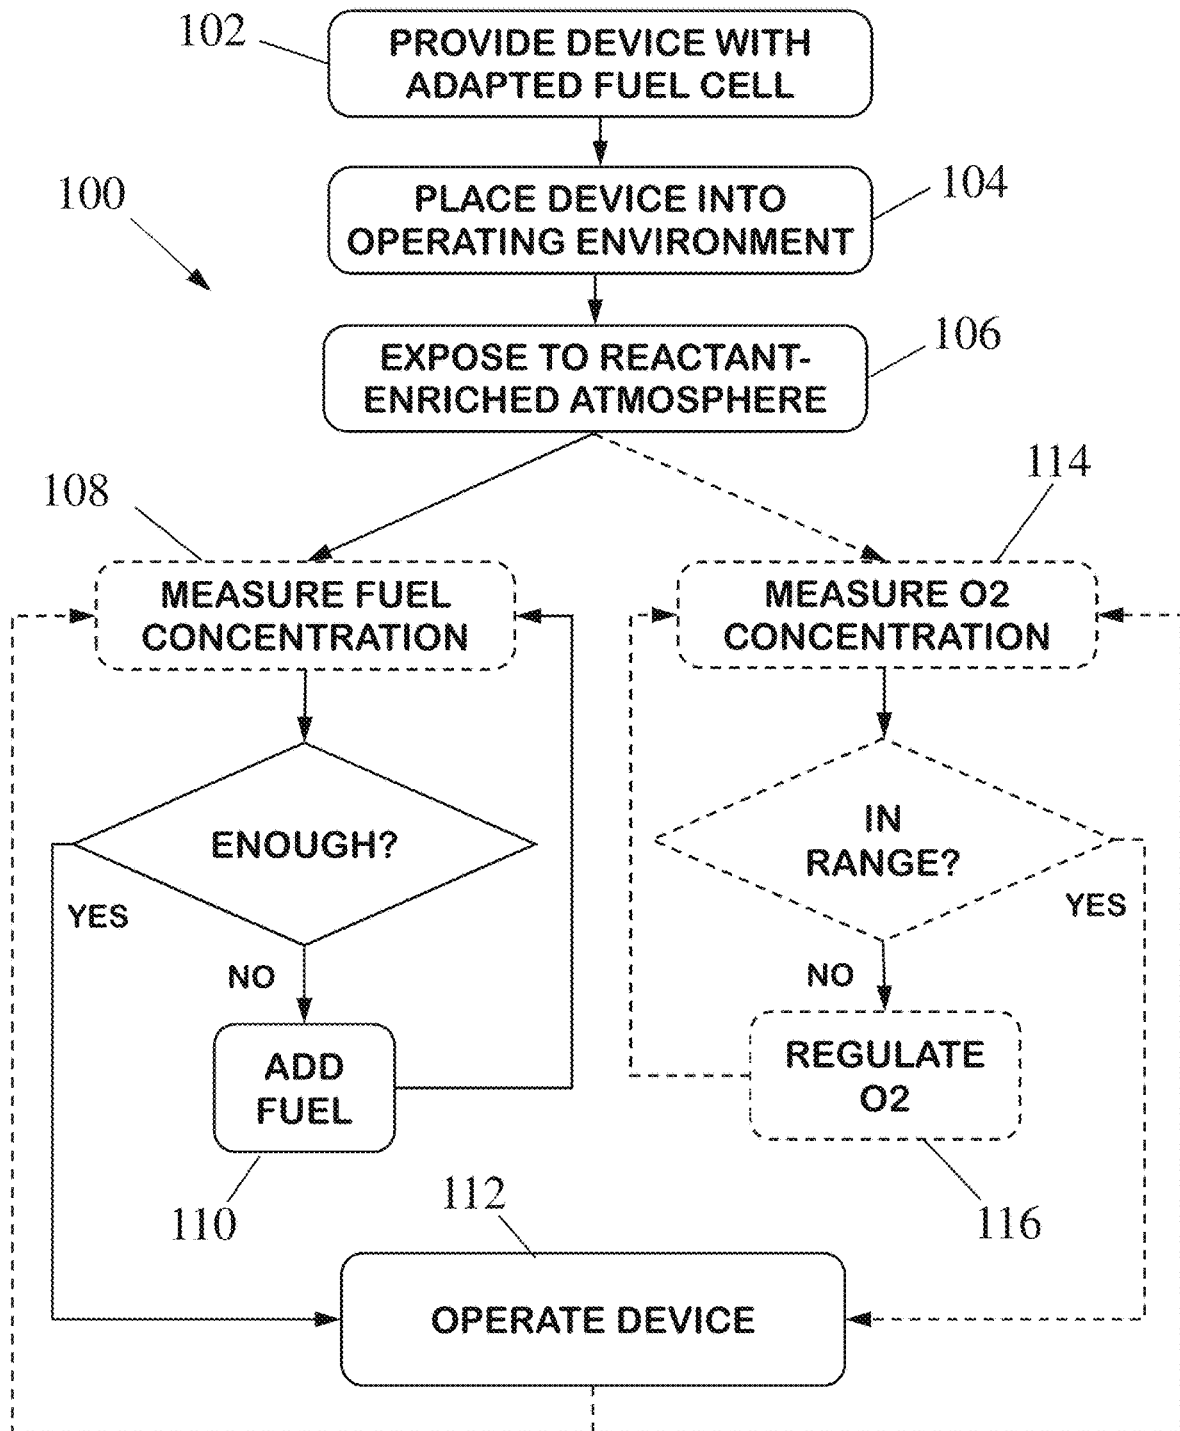 102
PROVIDE DEVICE WITH
ADAPTED FUEL CELL
100
PLACE DEVICE INTO
OPERATING ENVIRONMENT
104
EXPOSE TO REACTANT-
ENRICHED ATMOSPHERE
106
108
MEASURE FUEL
CONCENTRATION
114
MEASURE O2
CONCENTRATION
ENOUGH?
YES
NO
ADD
FUEL
110
IN
RANGE?
YES
NO
REGULATE
O2
116
112
OPERATE DEVICE